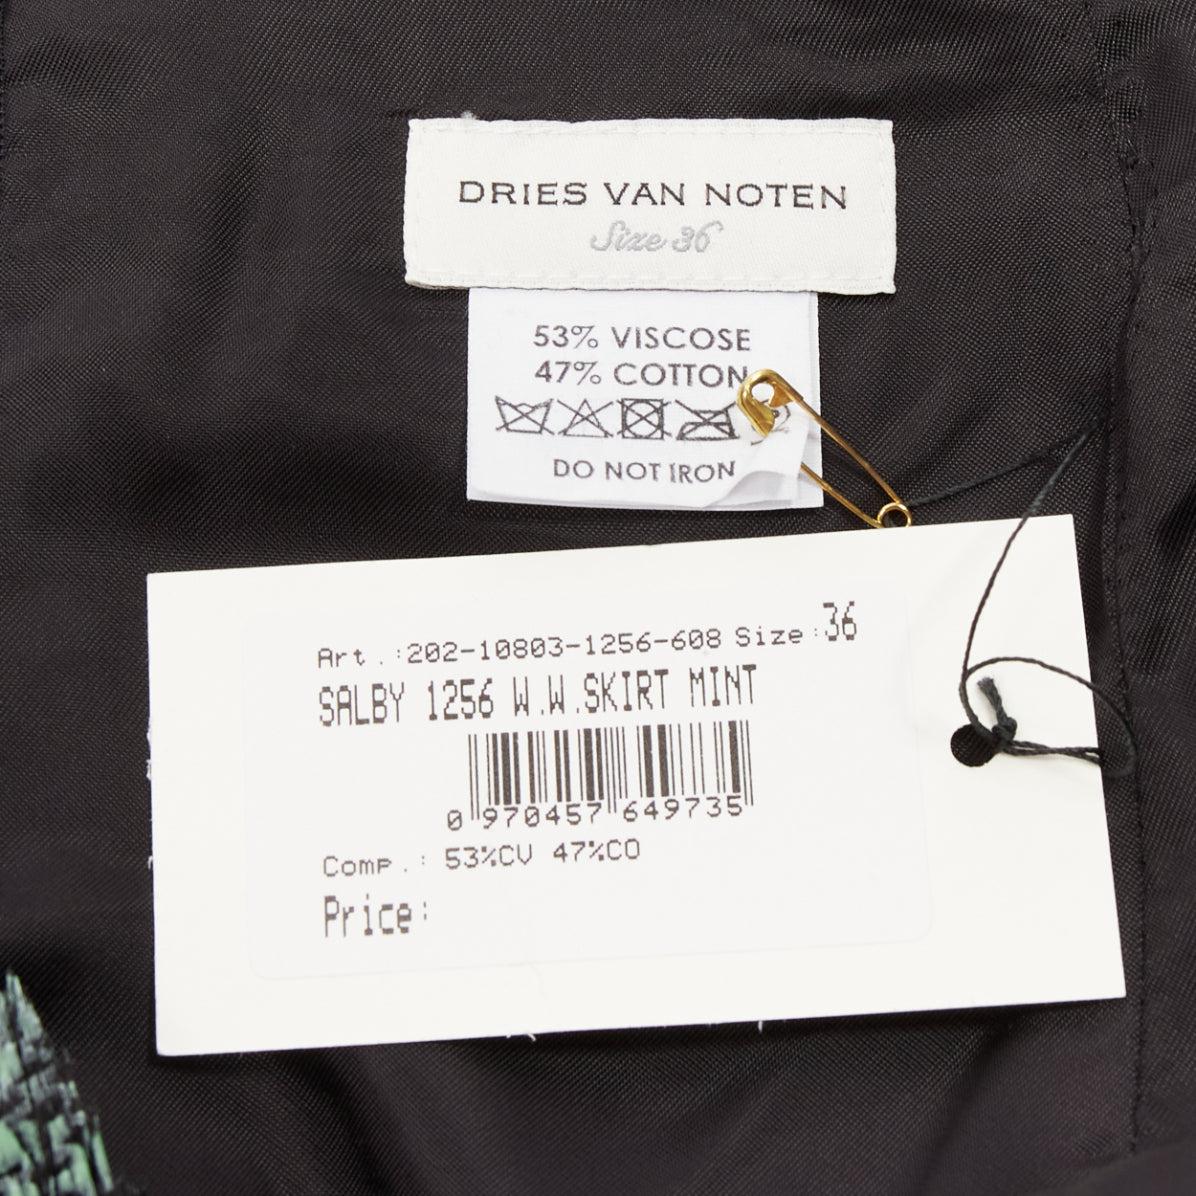 DRIES VAN NOTEN
Size 36
53% VISCOSE
47% COTTON
DO NOT IRON
Art.:202-10803-1256-608 Size:36
SALBY 1256 W.W.SKIRT MINT
0 970457 649735
Comp.: 53%CV 47%CO
Price: